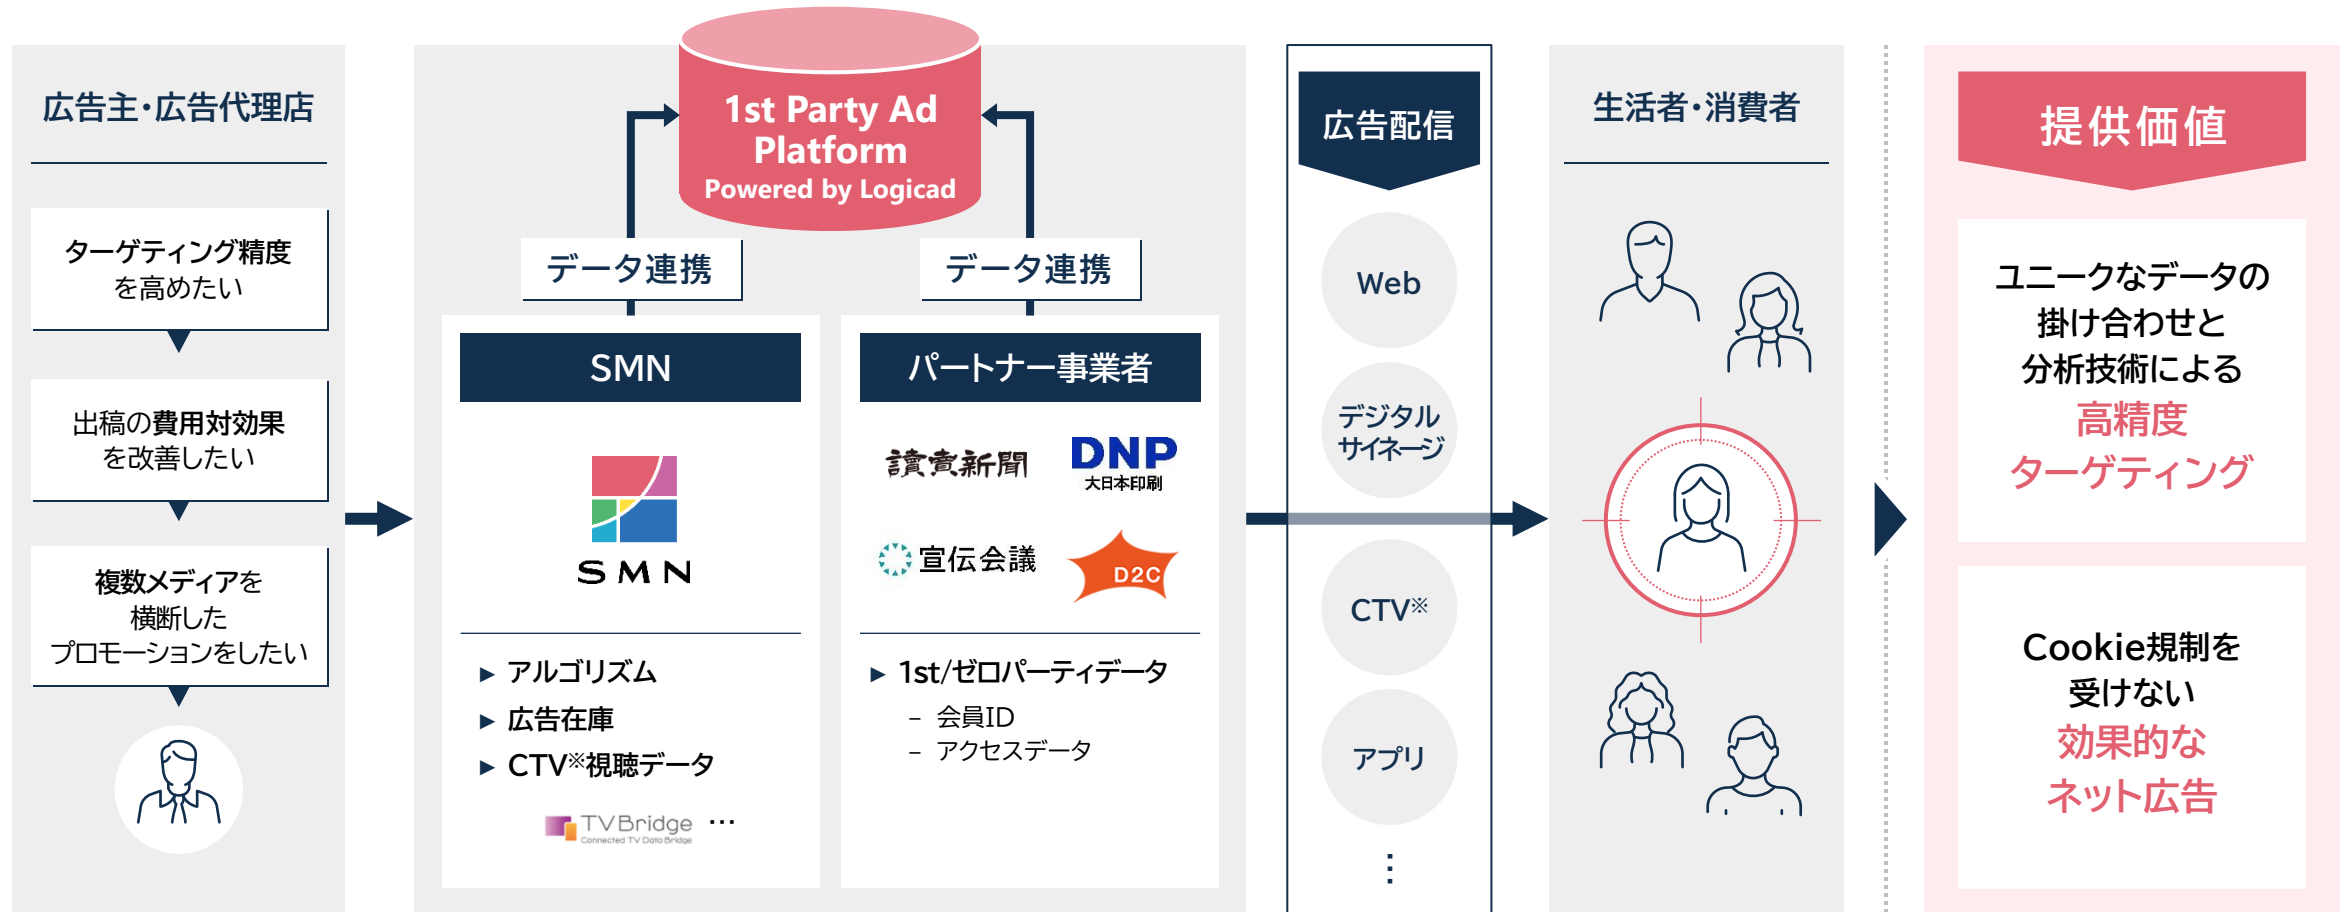 広告主・広告代理店
ターゲティング精度
を高めたい
出稿の費用対効果
を改善したい
複数メディアを
横断した
プロモーションをしたい
1st Party Ad
Platform
Powered by Logicad
データ連携
データ連携
SMN
SMN
▶ アルゴリズム
▶ 広告在庫
▶ CTV※視聴データ
TVBridge …
Connected TV Data Bridge
パートナー事業者
讀賣新聞
DNP
大日本印刷
宣伝会議
D2C
▶ 1st/ゼロパーティデータ
– 会員ID
– アクセスデータ
広告配信
Web
デジタル
サイネージ
CTV※
アプリ
⋮
生活者・消費者
提供価値
ユニークなデータの
掛け合わせと
分析技術による
高精度
ターゲティング
Cookie規制を
受けない
効果的な
ネット広告